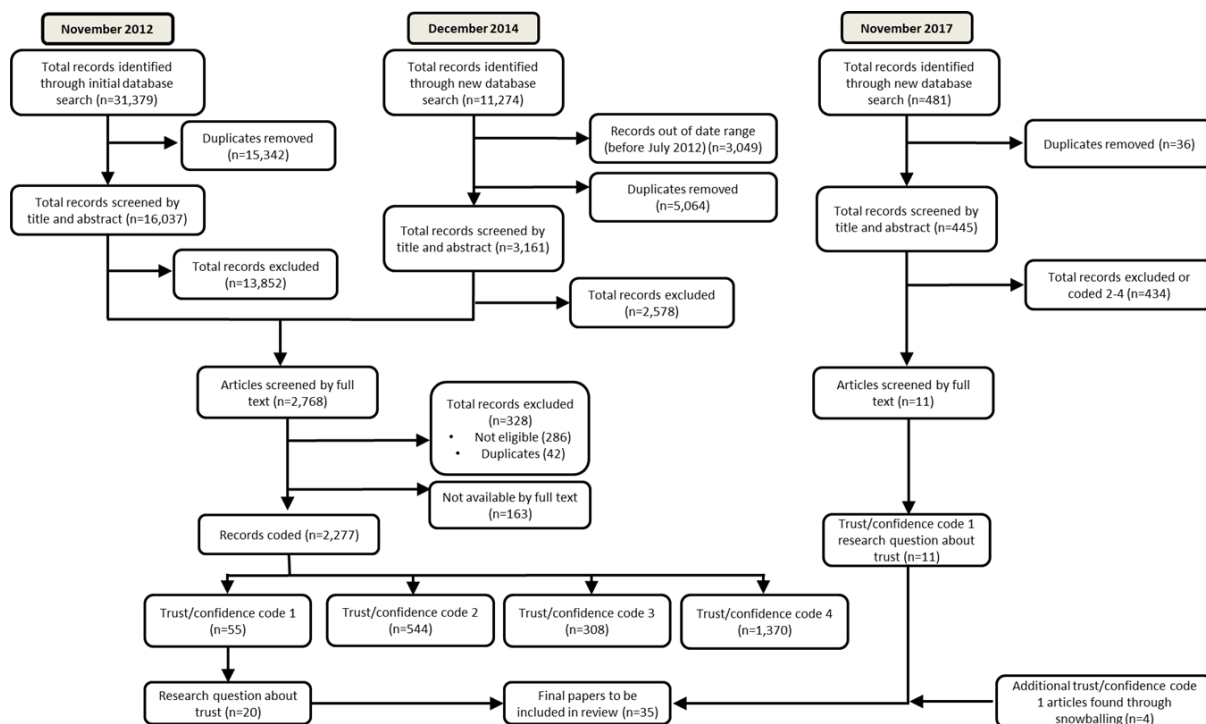 November 2012
Total records identified
through initial database
search (n=31,379)
Duplicates removed
(n=15,342)
Total records screened by
title and abstract (n=16,037)
Total records excluded
(n=13,852)
December 2014
Total records identified
through new database
search (n=11,274)
Records out of date range
(before July 2012) (n=3,049)
Duplicates removed
(n=5,064)
Total records screened by
title and abstract (n=3,161)
Total records excluded
(n=2,578)
Articles screened by full
text (n=2,768)
Total records excluded
(n=328)
• Not eligible (286)
• Duplicates (42)
Not available by full text
(n=163)
Records coded (n=2,277)
Trust/confidence code 1
(n=55)
Trust/confidence code 2
(n=544)
Trust/confidence code 3
(n=308)
Trust/confidence code 4
(n=1,370)
Research question about
trust (n=20)
Final papers to be
included in review (n=35)
November 2017
Total records identified
through new database
search (n=481)
Duplicates removed (n=36)
Total records screened by
title and abstract (n=445)
Total records excluded or
coded 2-4 (n=434)
Articles screened by full
text (n=11)
Trust/confidence code 1
research question about
trust (n=11)
Additional trust/confidence code
1 articles found through
snowballing (n=4)